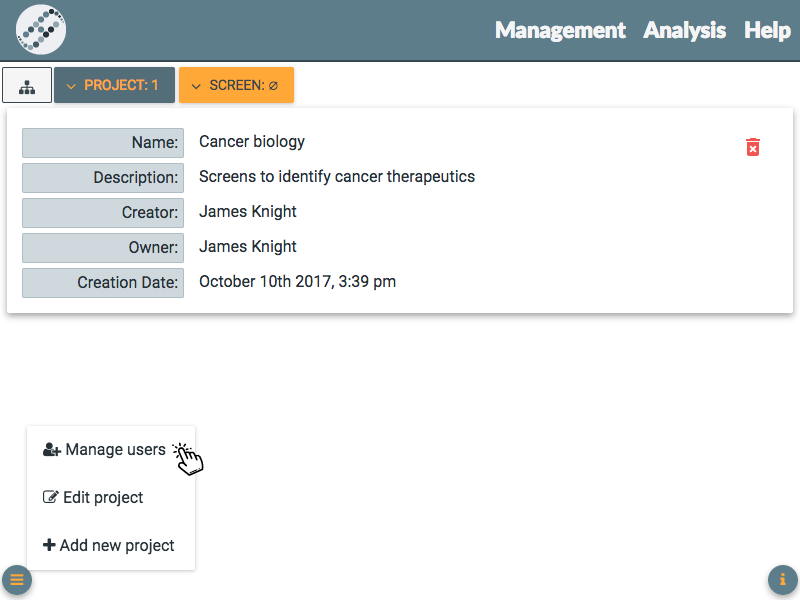 Management Analysis Help
PROJECT: 1 SCREEN: ∅
Name: Cancer biology
Description: Screens to identify cancer therapeutics
Creator: James Knight
Owner: James Knight
Creation Date: October 10th 2017, 3:39 pm
Manage users
Edit project
Add new project